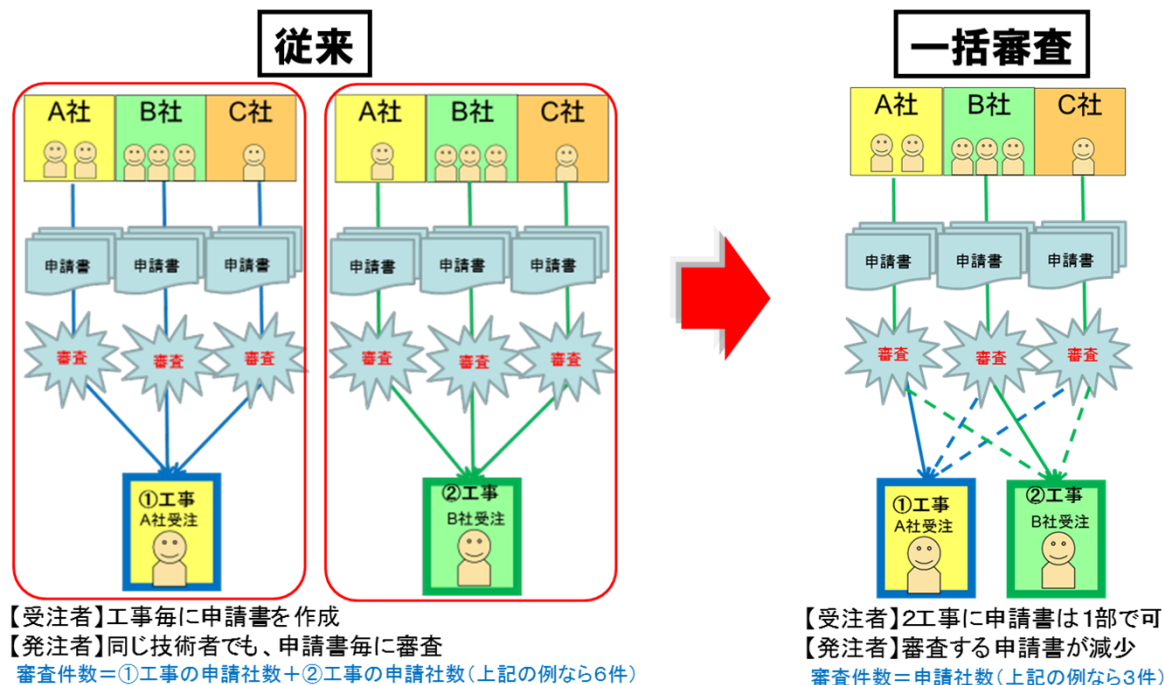 従来
一括審査
A社
B社
C社
A社
B社
C社
A社
B社
C社
申請書
申請書
申請書
申請書
申請書
申請書
申請書
申請書
申請書
審査
審査
審査
審査
審査
審査
審査
審査
審査
①工事
A社受注
②工事
B社受注
①工事
A社受注
②工事
B社受注
【受注者】工事毎に申請書を作成
【発注者】同じ技術者でも、申請書毎に審査
審査件数=①工事の申請社数+②工事の申請社数(上記の例なら6件)
【受注者】2工事に申請書は1部で可
【発注者】審査する申請書が減少
審査件数=申請社数(上記の例なら3件)